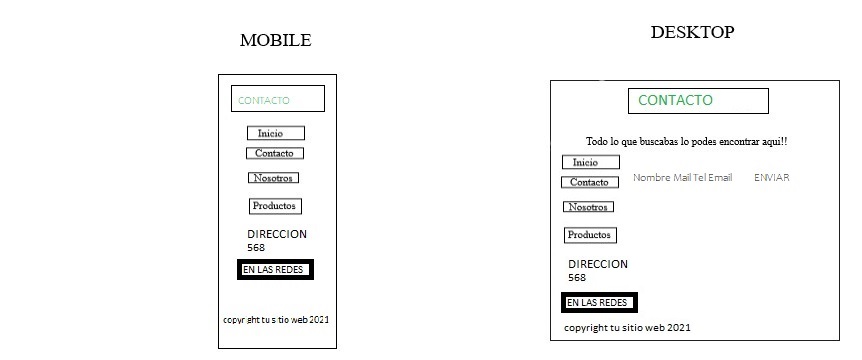 MOBILE
CONTACTO
Inicio
Contacto
Nosotros
Productos
DIRECCION
568
EN LAS REDES
copyright tu sitio web 2021
DESKTOP
CONTACTO
Todo lo que buscabas lo podes encontrar aqui!!
Inicio
Contacto
Nombre Mail Tel Email ENVIAR
Nosotros
Productos
DIRECCION
568
EN LAS REDES
copyright tu sitio web 2021